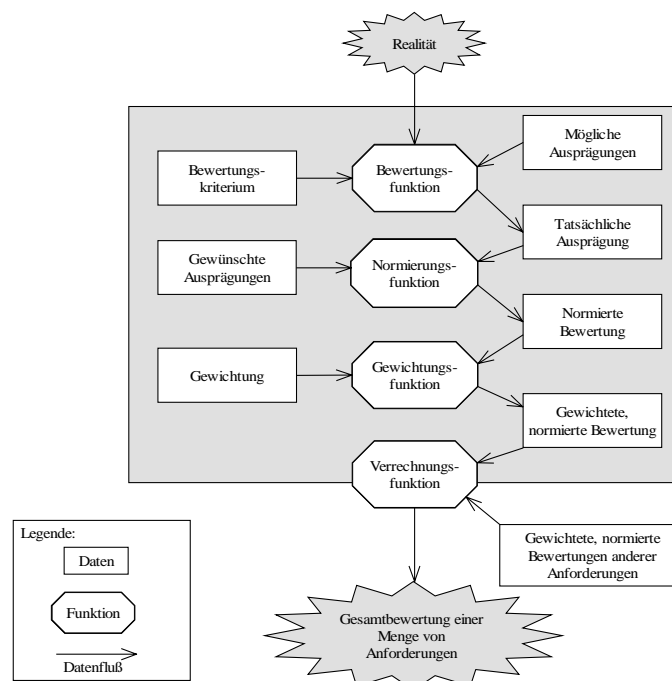 Realität
Mögliche
Ausprägungen
Bewertungs-
kriterium
Bewertungs-
funktion
Tatsächliche
Ausprägung
Gewünschte
Ausprägungen
Normierungs-
funktion
Normierte
Bewertung
Gewichtung
Gewichtungs-
funktion
Gewichtete,
normierte Bewertung
Verrechnungs-
funktion
Gewichtete, normierte
Bewertungen anderer
Anforderungen
Gesamtbewertung einer
Menge von
Anforderungen
Legende:
Daten
Funktion
Datenfluß